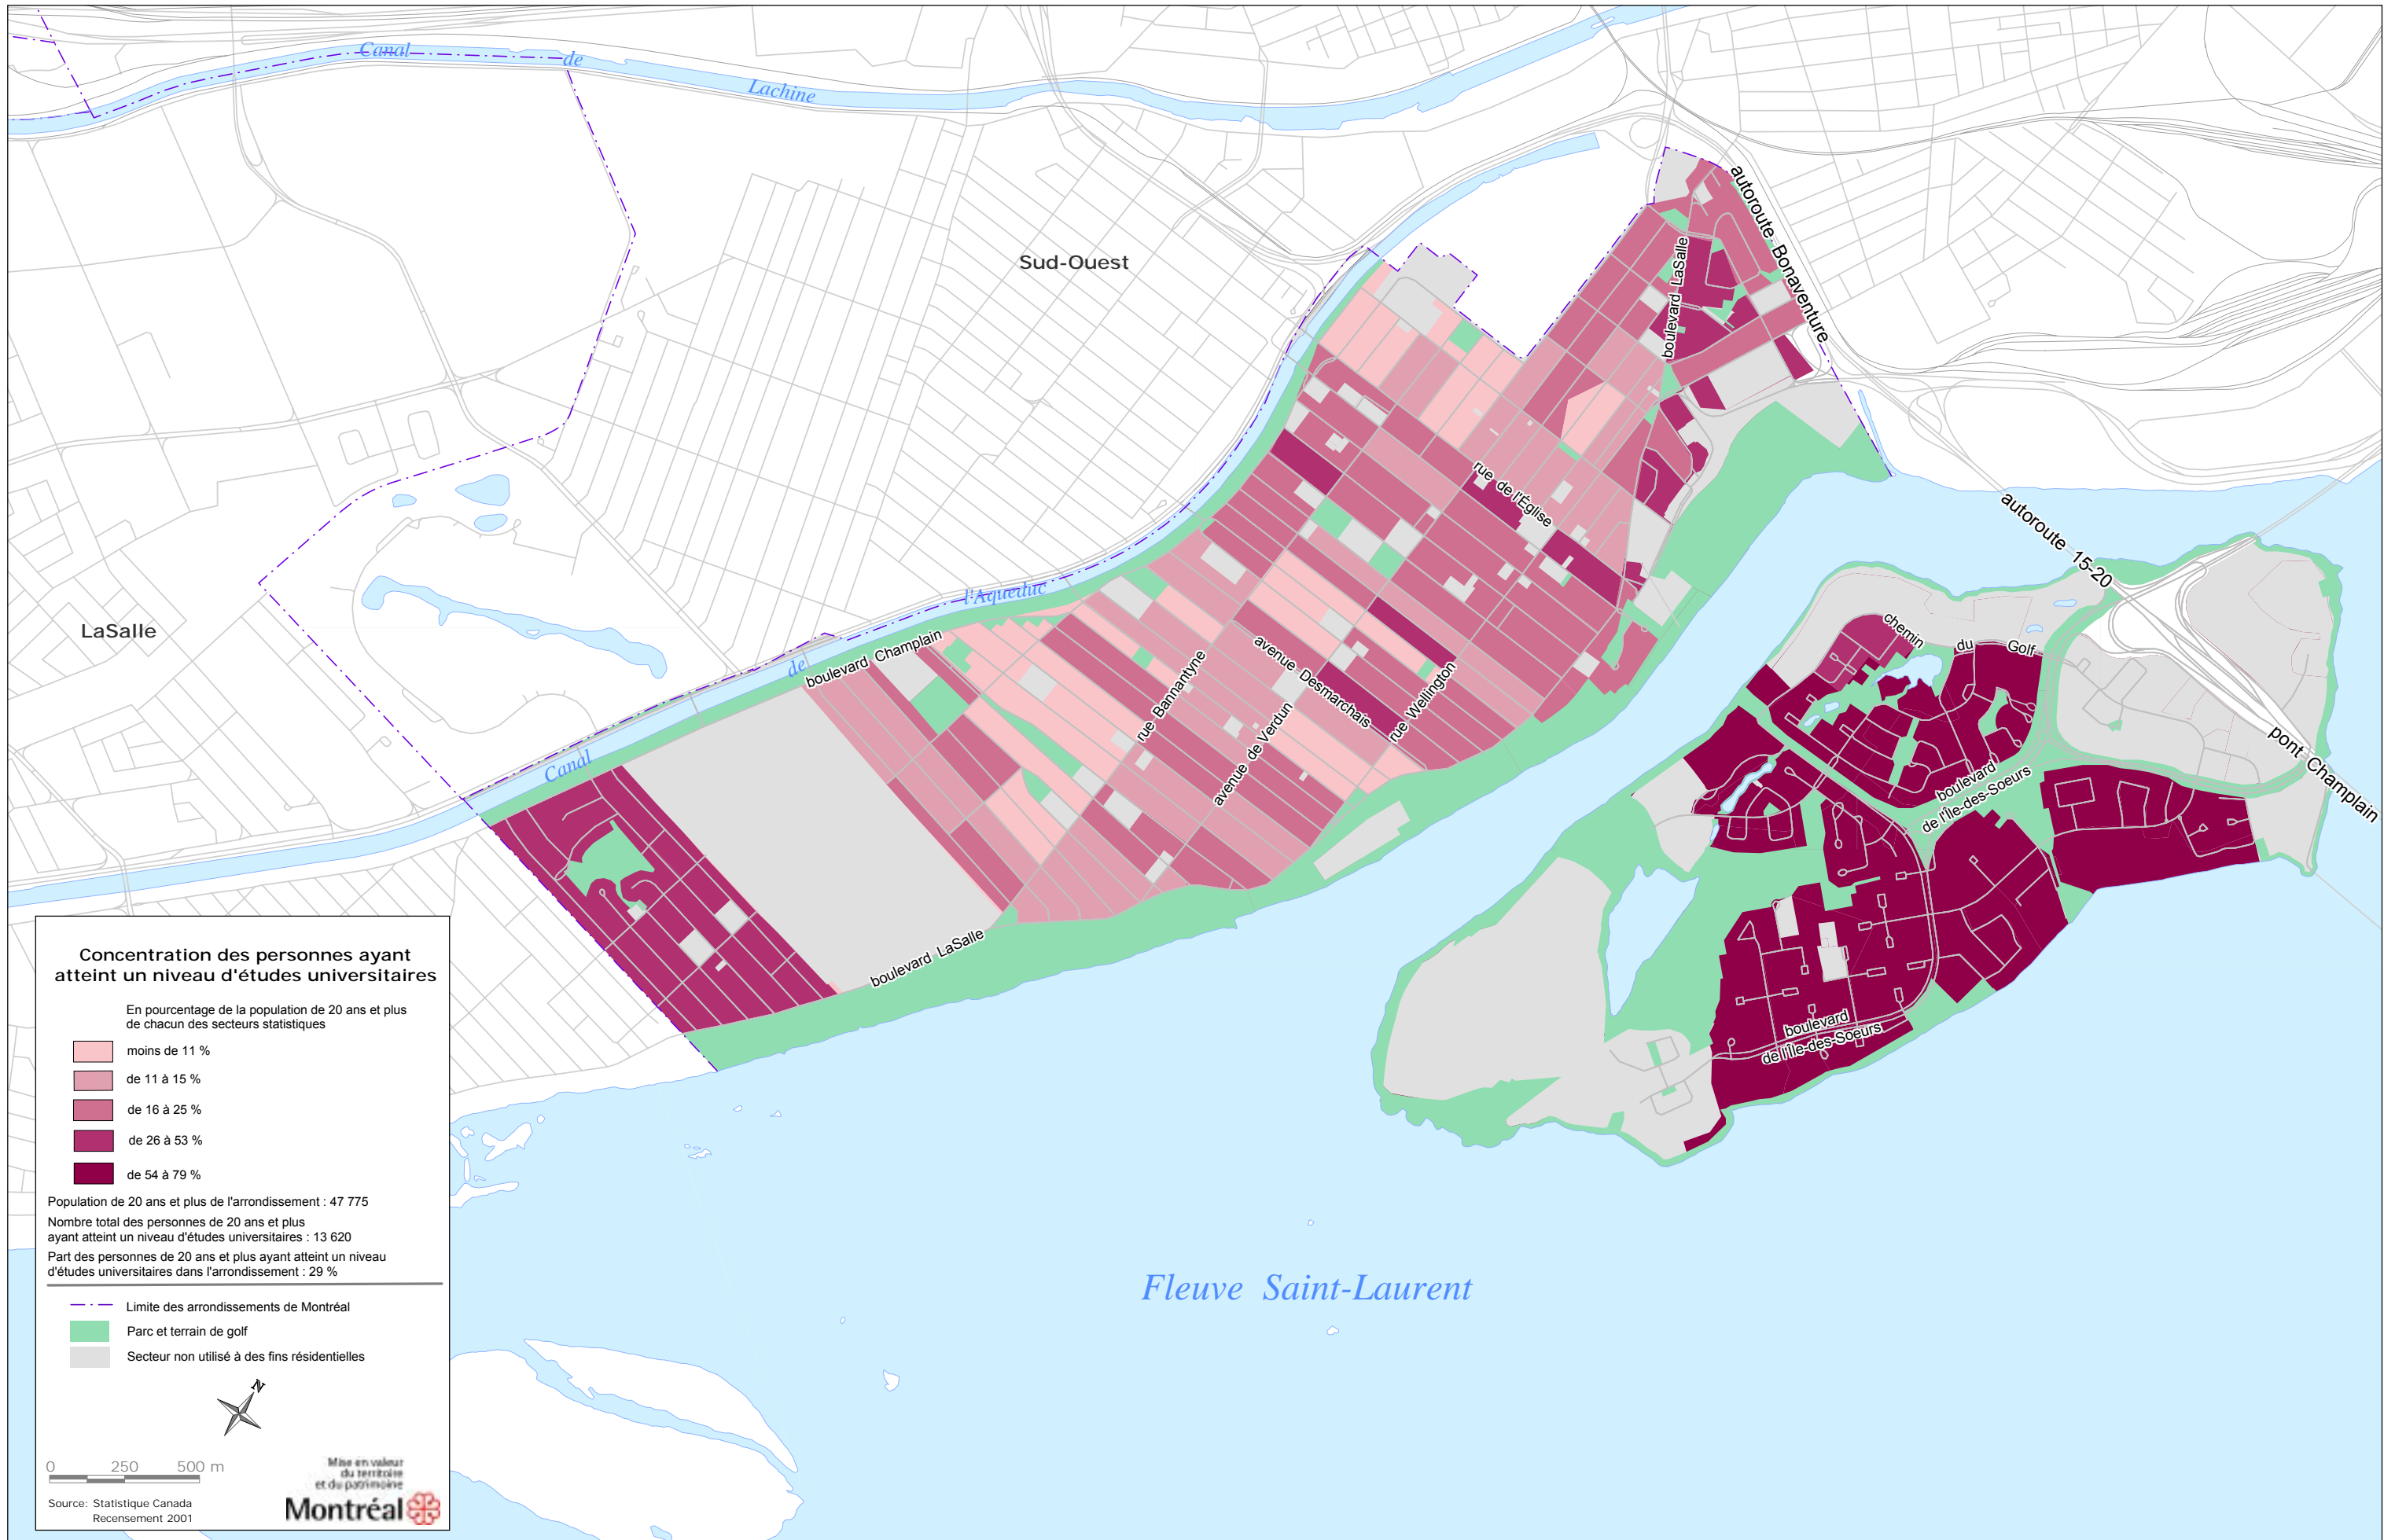 Canal
de
Lachine
Sud-Ouest
autoroute Bonaventure
boulevard LaSalle
rue de l'Église
autoroute 15-20
LaSalle
l'Aqueduc
de
Canal
boulevard Champlain
rue Bannantyne
avenue Desmarchais
avenue de Verdun
rue Wellington
chemin
du
Golf
boulevard
de l'Île-des-Soeurs
pont Champlain
boulevard LaSalle
boulevard
de l'Île-des-Soeurs
Fleuve Saint-Laurent
Concentration des personnes ayant
atteint un niveau d'études universitaires
En pourcentage de la population de 20 ans et plus
de chacun des secteurs statistiques
moins de 11 %
de 11 à 15 %
de 16 à 25 %
de 26 à 53 %
de 54 à 79 %
Population de 20 ans et plus de l'arrondissement : 47 775
Nombre total des personnes de 20 ans et plus
ayant atteint un niveau d'études universitaires : 13 620
Part des personnes de 20 ans et plus ayant atteint un niveau
d'études universitaires dans l'arrondissement : 29 %
Limite des arrondissements de Montréal
Parc et terrain de golf
Secteur non utilisé à des fins résidentielles
N
0 250 500 m
Mise en valeur
du territoire
et du patrimoine
Montréal
Source: Statistique Canada
Recensement 2001